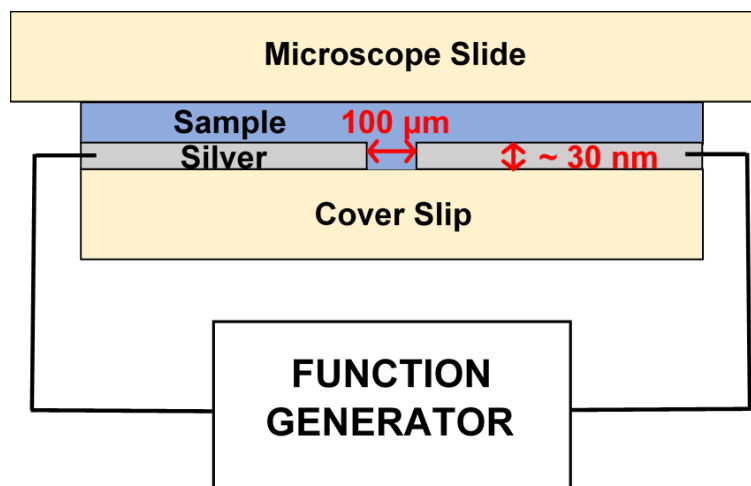 Microscope Slide
Sample
100 μm
Silver
~ 30 nm
Cover Slip
FUNCTION
GENERATOR